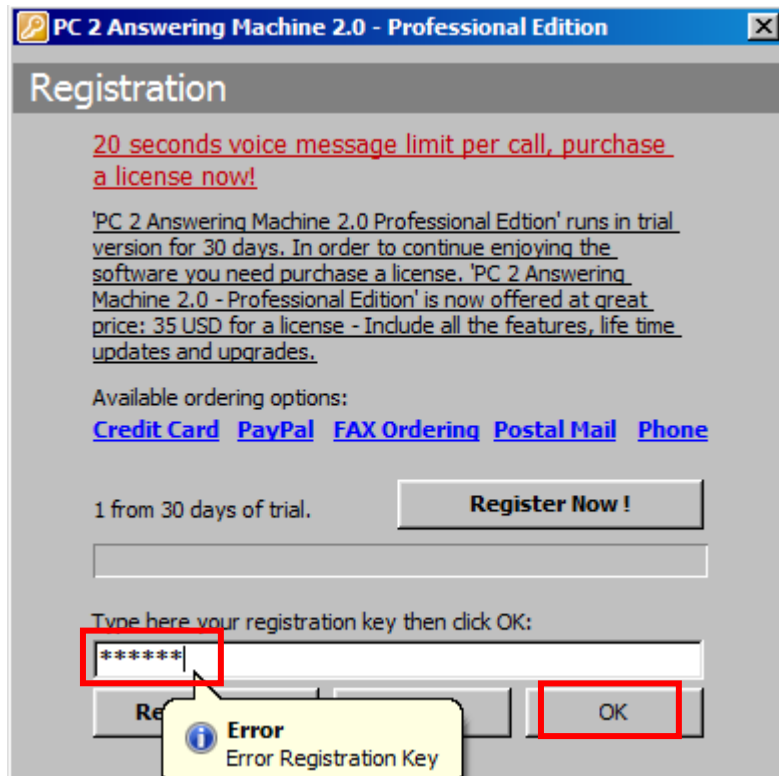 PC 2 Answering Machine 2.0 - Professional Edition
Registration
20 seconds voice message limit per call, purchase
a license now!
'PC 2 Answering Machine 2.0 Professional Edtion' runs in trial
version for 30 days. In order to continue enjoying the
software you need purchase a license. 'PC 2 Answering
Machine 2.0 - Professional Edition' is now offered at great
price: 35 USD for a license - Include all the features, life time
updates and upgrades.
Available ordering options:
Credit Card PayPal FAX Ordering Postal Mail Phone
1 from 30 days of trial.
Register Now !
Type here your registration key then click OK:
******
OK
Error
Error Registration Key